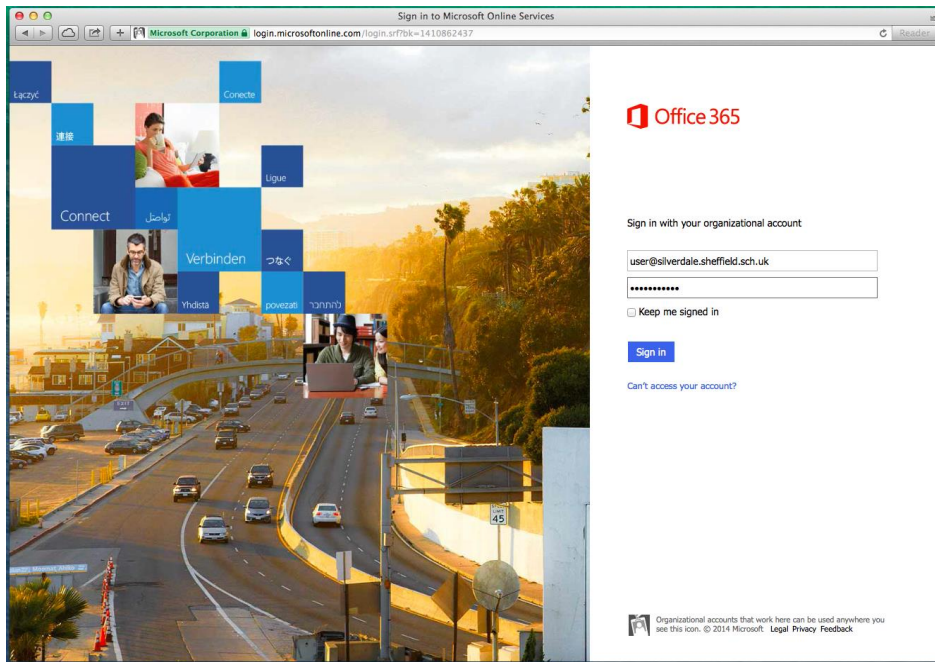 Sign in to Microsoft Online Services
Microsoft Corporation login.microsoftonline.com/login.srf?bk=1410862437
Reader
Łączyć
Conecte
連接
Ligue
Connect
تواصل
Verbinden
つなぐ
Yhdistä
povezati
להתחבר
Office 365
Sign in with your organizational account
user@silverdale.sheffield.sch.uk
•••••••••••
Keep me signed in
Sign in
Can't access your account?
LIMIT
45
Organizational accounts that work here can be used anywhere you
see this icon. © 2014 Microsoft Legal Privacy Feedback